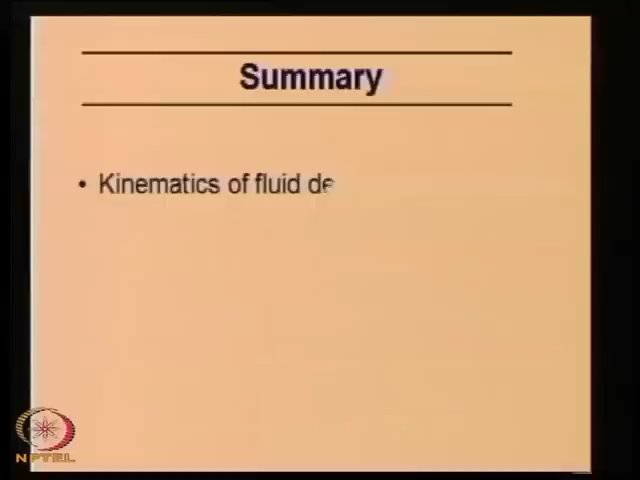 Summary
• Kinematics of fluid de
NPTEL